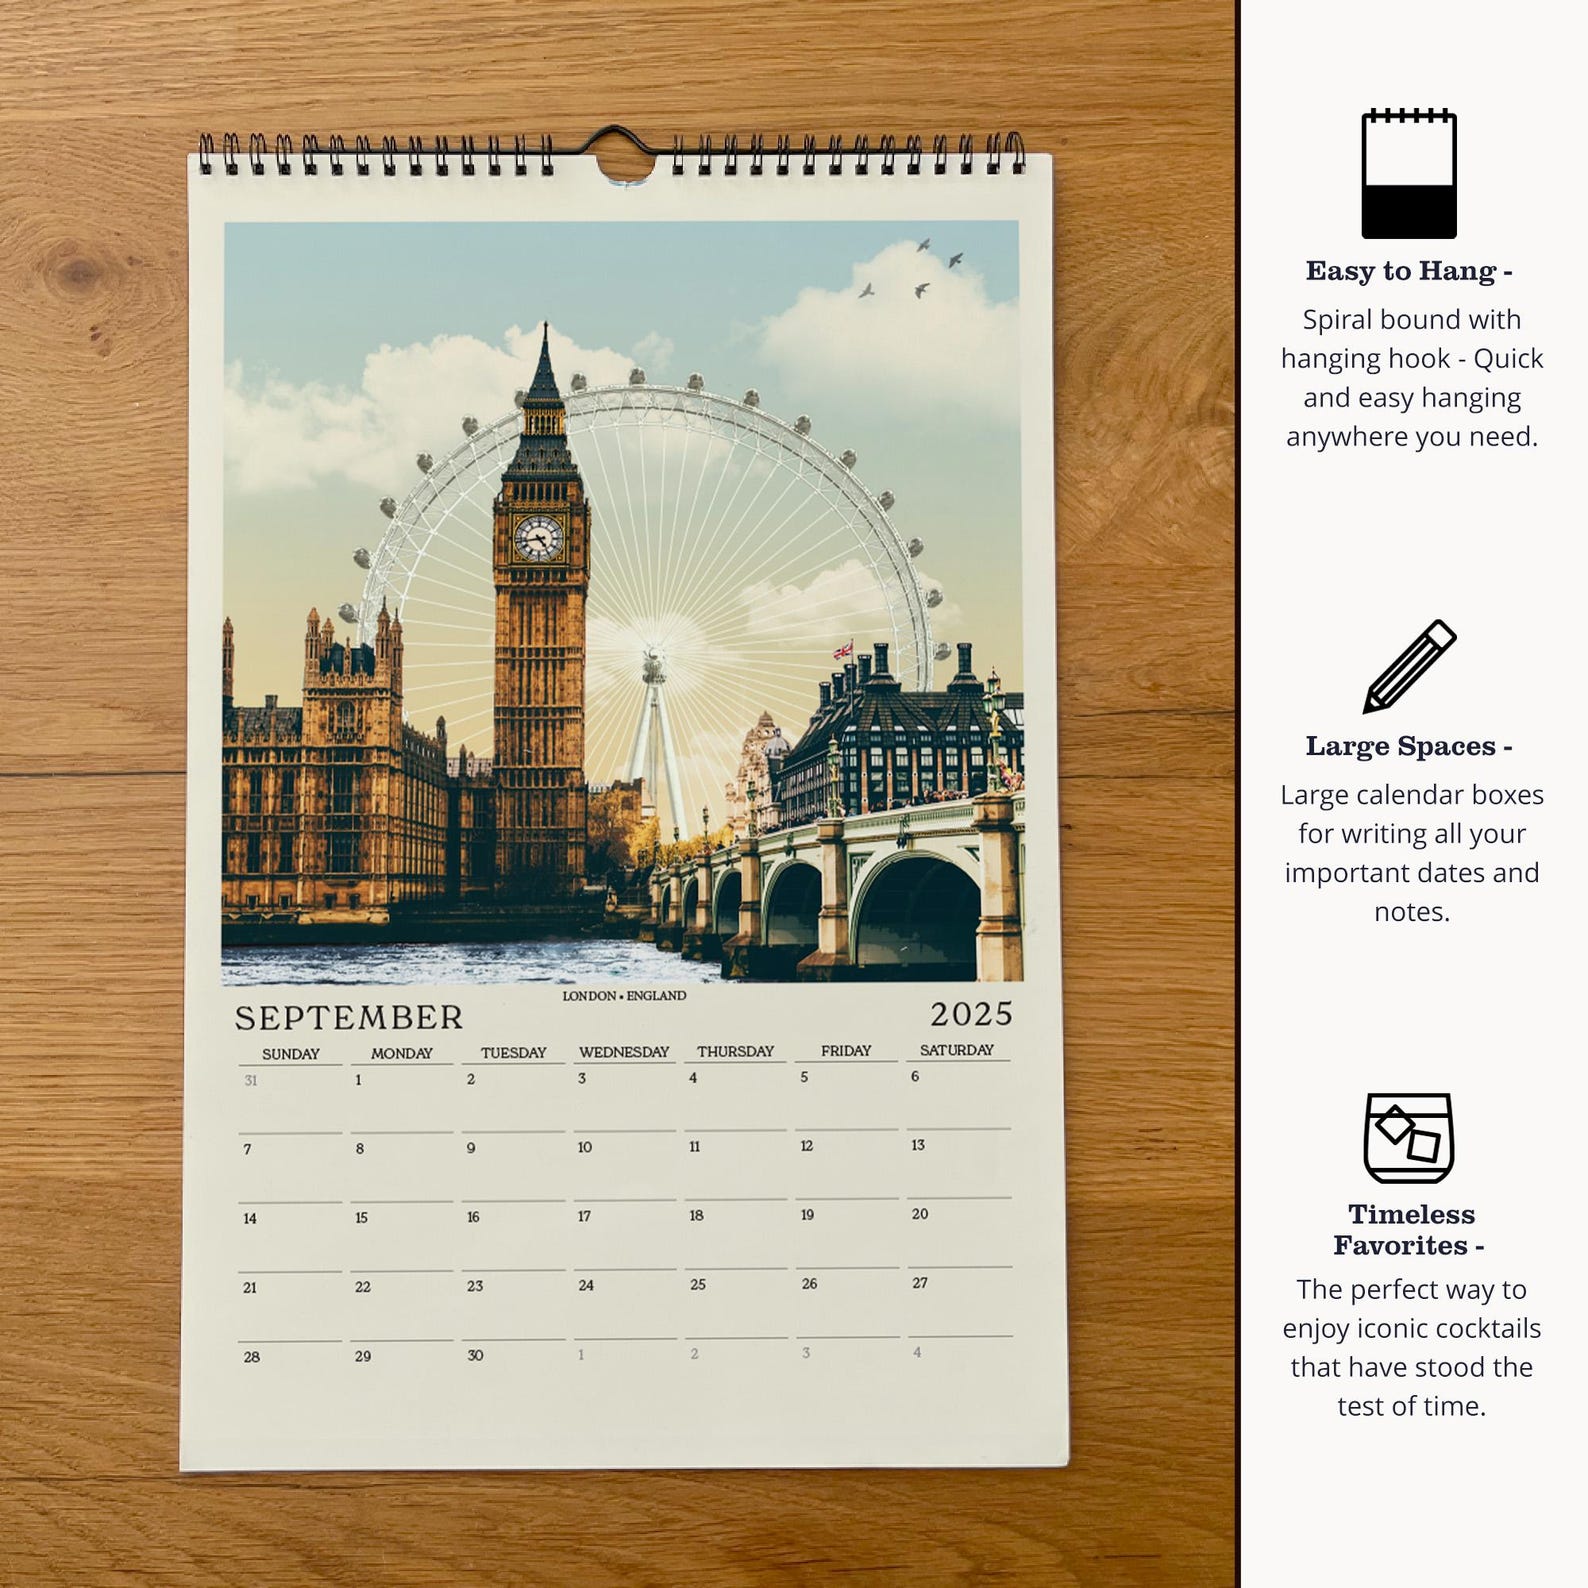 LONDON • ENGLAND
SEPTEMBER 2025
SUNDAY MONDAY TUESDAY WEDNESDAY THURSDAY FRIDAY SATURDAY
31 1 2 3 4 5 6
7 8 9 10 11 12 13
14 15 16 17 18 19 20
21 22 23 24 25 26 27
28 29 30 1 2 3 4
Easy to Hang -
Spiral bound with
hanging hook - Quick
and easy hanging
anywhere you need.
Large Spaces -
Large calendar boxes
for writing all your
important dates and
notes.
Timeless
Favorites -
The perfect way to
enjoy iconic cocktails
that have stood the
test of time.